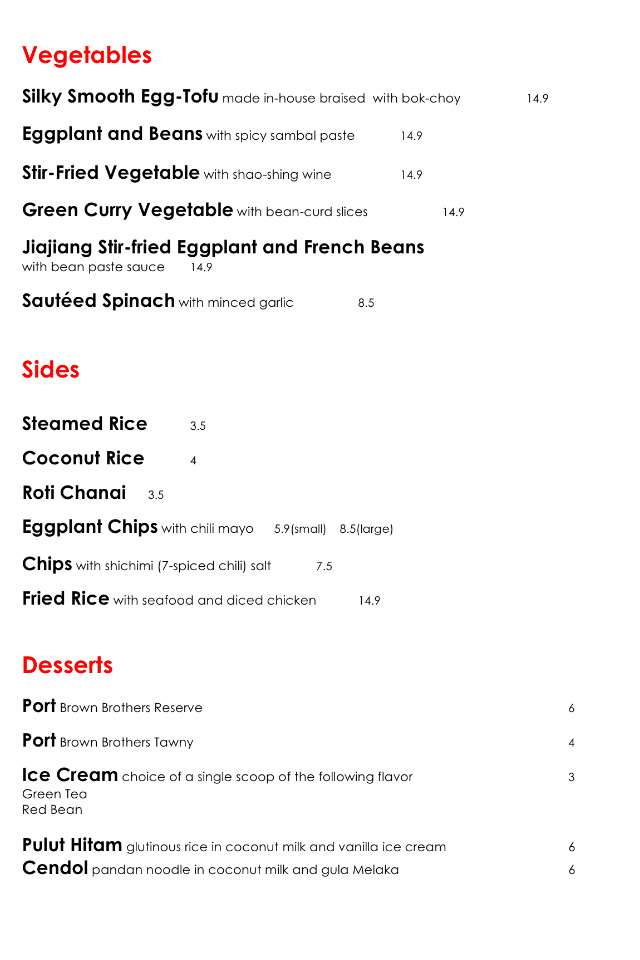 Vegetables
Silky Smooth Egg-Tofu made in-house braised with bok-choy 14.9
Eggplant and Beans with spicy sambal paste 14.9
Stir-Fried Vegetable with shao-shing wine 14.9
Green Curry Vegetable with bean-curd slices 14.9
Jiajiang Stir-fried Eggplant and French Beans
with bean paste sauce 14.9
Sautéed Spinach with minced garlic 8.5
Sides
Steamed Rice 3.5
Coconut Rice 4
Roti Chanai 3.5
Eggplant Chips with chili mayo 5.9(small) 8.5(large)
Chips with shichimi (7-spiced chili) salt 7.5
Fried Rice with seafood and diced chicken 14.9
Desserts
Port Brown Brothers Reserve 6
Port Brown Brothers Tawny 4
Ice Cream choice of a single scoop of the following flavor 3
Green Tea
Red Bean
Pulut Hitam glutinous rice in coconut milk and vanilla ice cream 6
Cendol pandan noodle in coconut milk and gula Melaka 6